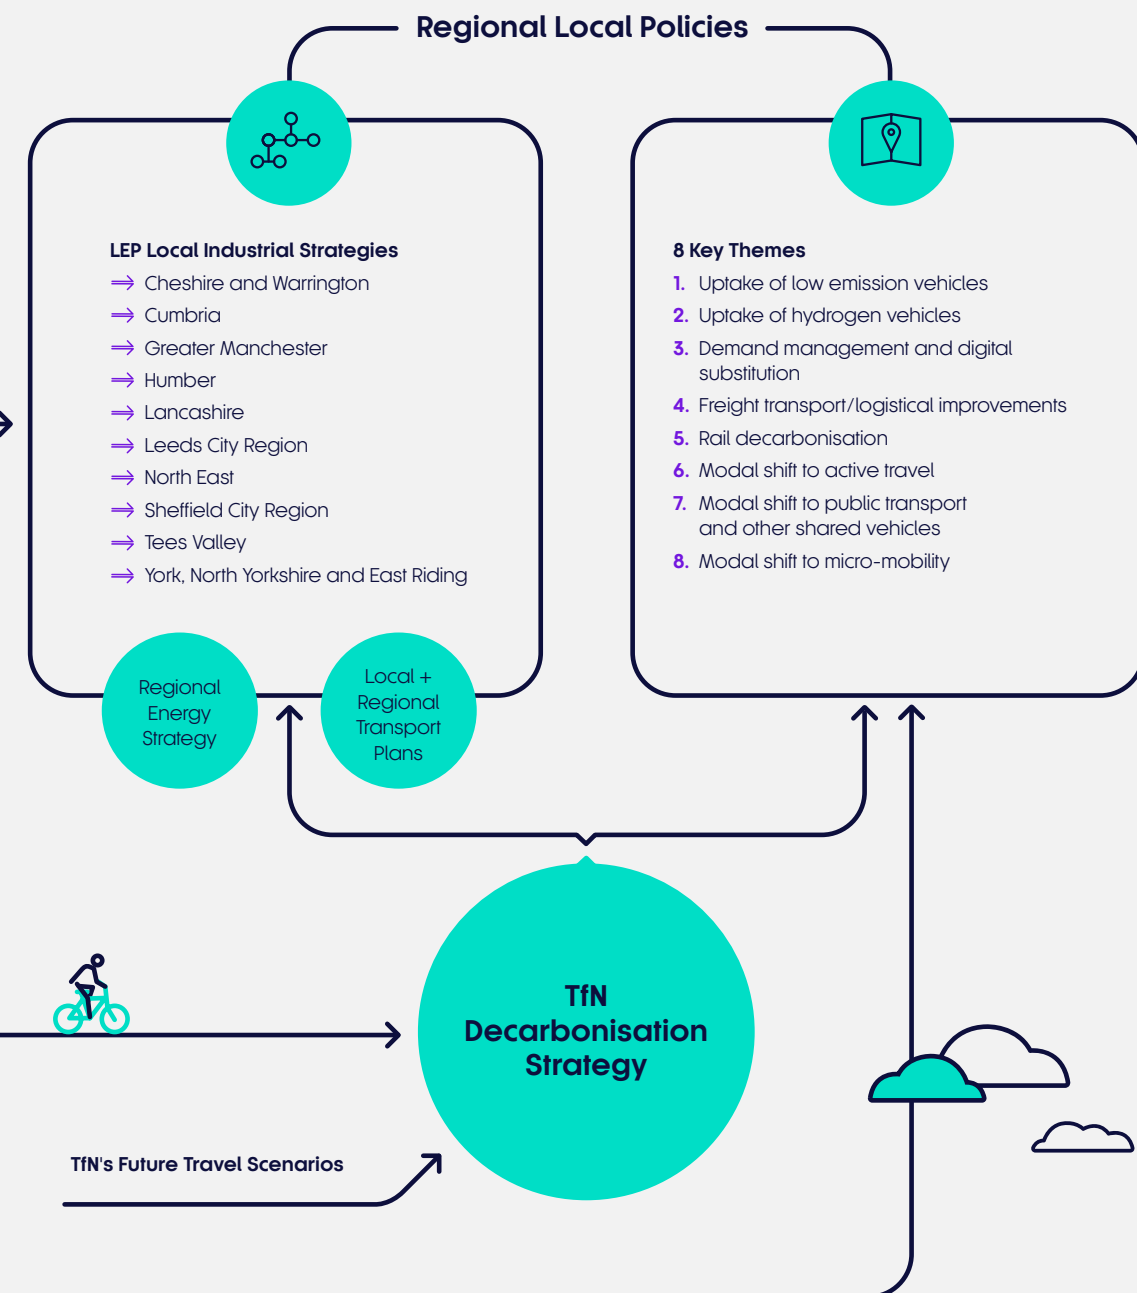 Regional Local Policies
LEP Local Industrial Strategies
Cheshire and Warrington
Cumbria
Greater Manchester
Humber
Lancashire
Leeds City Region
North East
Sheffield City Region
Tees Valley
York, North Yorkshire and East Riding
Regional
Energy
Strategy
Local +
Regional
Transport
Plans
8 Key Themes
1. Uptake of low emission vehicles
2. Uptake of hydrogen vehicles
3. Demand management and digital
substitution
4. Freight transport/logistical improvements
5. Rail decarbonisation
6. Modal shift to active travel
7. Modal shift to public transport
and other shared vehicles
8. Modal shift to micro-mobility
TfN
Decarbonisation
Strategy
TfN's Future Travel Scenarios